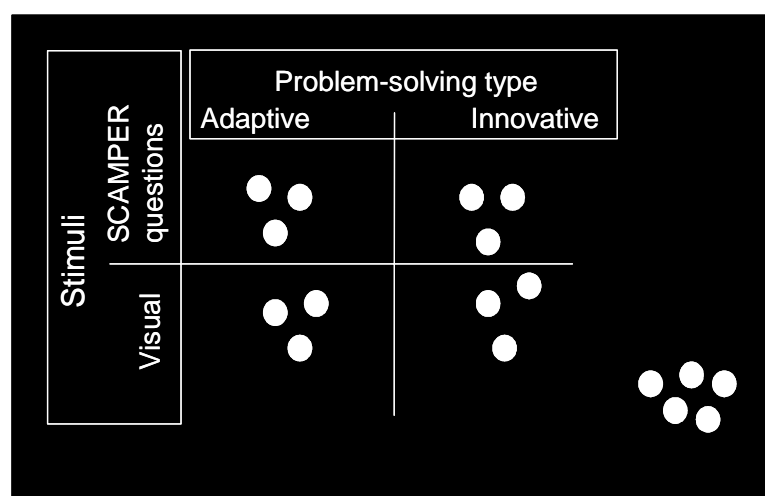 Problem-solving type
Adaptive
Innovative
Stimuli
SCAMPER
questions
Visual